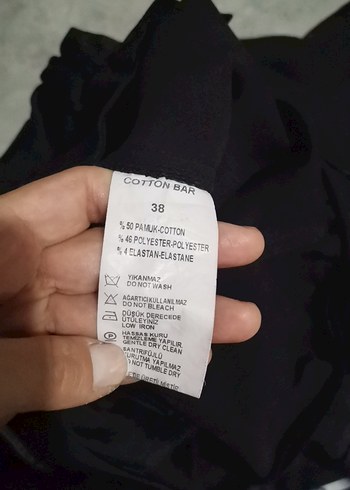 COTTON BAR
38
%50 PAMUK-COTTON
%46 POLYESTER-POLYESTER
%4 ELASTAN-ELASTANE
YIKANMAZ
DO NOT WASH
AĞARTICI KULLANILMAZ
DO NOT BLEACH
DÜŞÜK DERECEDE
ÜTÜLEYİNİZ
LOW IRON
HASSAS KURU
TEMİZLEME YAPILIR.
GENTLE DRY CLEAN
SANTRİFÜJLÜ
KURUTMA YAPILMAZ
DO NOT TUMBLE DRY